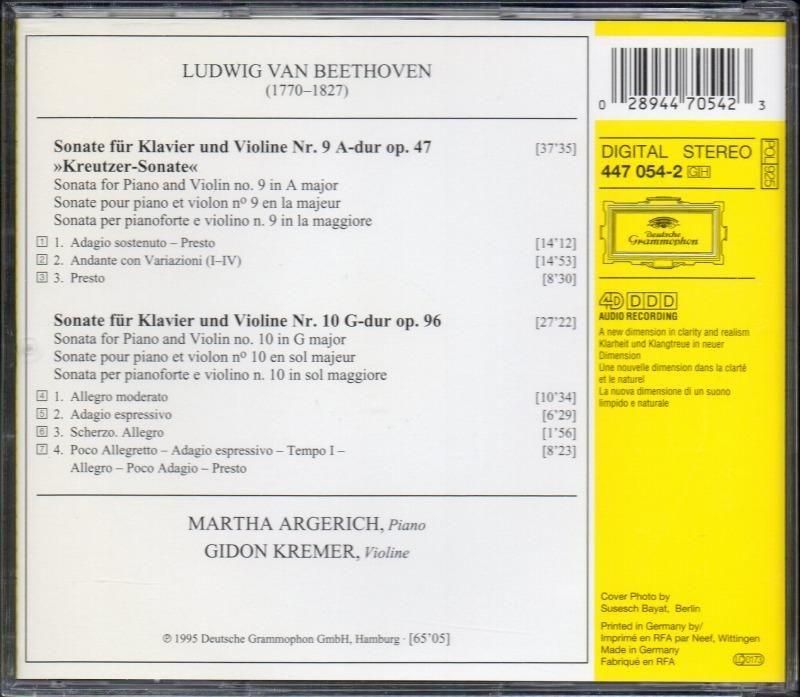 LUDWIG VAN BEETHOVEN
(1770–1827)
Sonate für Klavier und Violine Nr. 9 A-dur op. 47 [37'35]
»Kreutzer-Sonate«
Sonata for Piano and Violin no. 9 in A major
Sonate pour piano et violon nº 9 en la majeur
Sonata per pianoforte e violino n. 9 in la maggiore
1 1. Adagio sostenuto – Presto [14'12]
2 2. Andante con Variazioni (I–IV) [14'53]
3 3. Presto [8'30]
Sonate für Klavier und Violine Nr. 10 G-dur op. 96 [27'22]
Sonata for Piano and Violin no. 10 in G major
Sonate pour piano et violon nº 10 en sol majeur
Sonata per pianoforte e violino n. 10 in sol maggiore
4 1. Allegro moderato [10'34]
5 2. Adagio espressivo [6'29]
6 3. Scherzo. Allegro [1'56]
7 4. Poco Allegretto – Adagio espressivo – Tempo I – [8'23]
Allegro – Poco Adagio – Presto
MARTHA ARGERICH, Piano
GIDON KREMER, Violine
℗ 1995 Deutsche Grammophon GmbH, Hamburg · [65'05]
0 28944 70542 3
DIGITAL STEREO
447 054-2 GH
POL 925
Deutsche
Grammophon
4D DDD
AUDIO RECORDING
A new dimension in clarity and realism
Klarheit und Klangtreue in neuer
Dimension
Une nouvelle dimension dans la clarté
et le naturel
La nuova dimensione di un suono
limpido e naturale
Cover Photo by
Susesch Bayat, Berlin
Printed in Germany by/
Imprimé en RFA par Neef, Wittingen
Made in Germany
Fabriqué en RFA
LC 0173